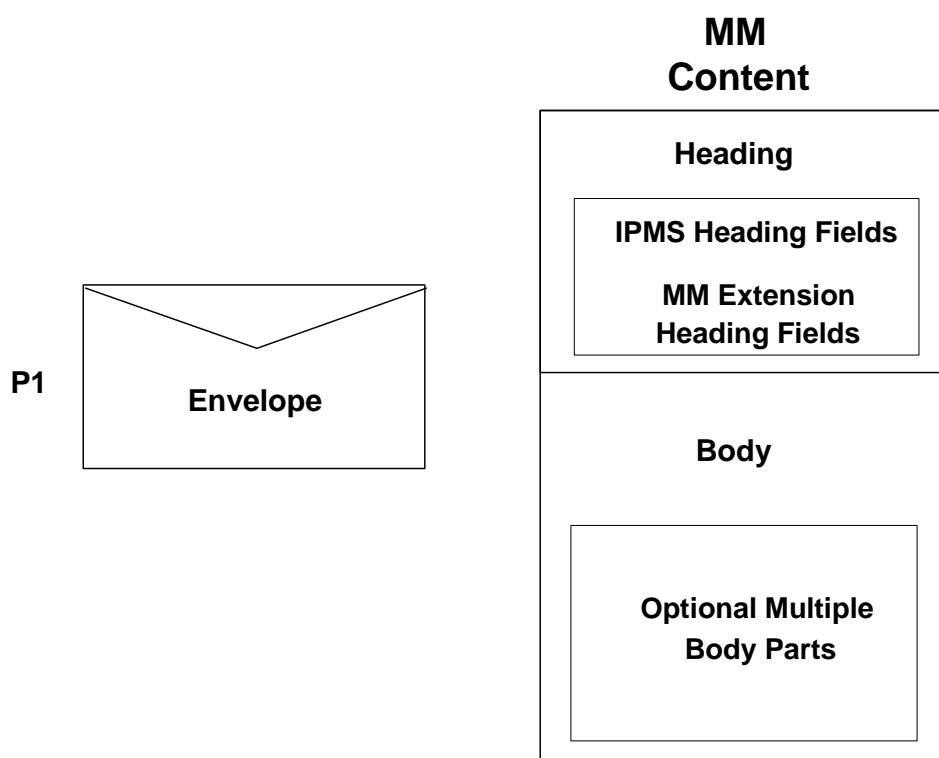 MM
Content
Heading
IPMS Heading Fields
MM Extension
Heading Fields
P1
Envelope
Body
Optional Multiple
Body Parts